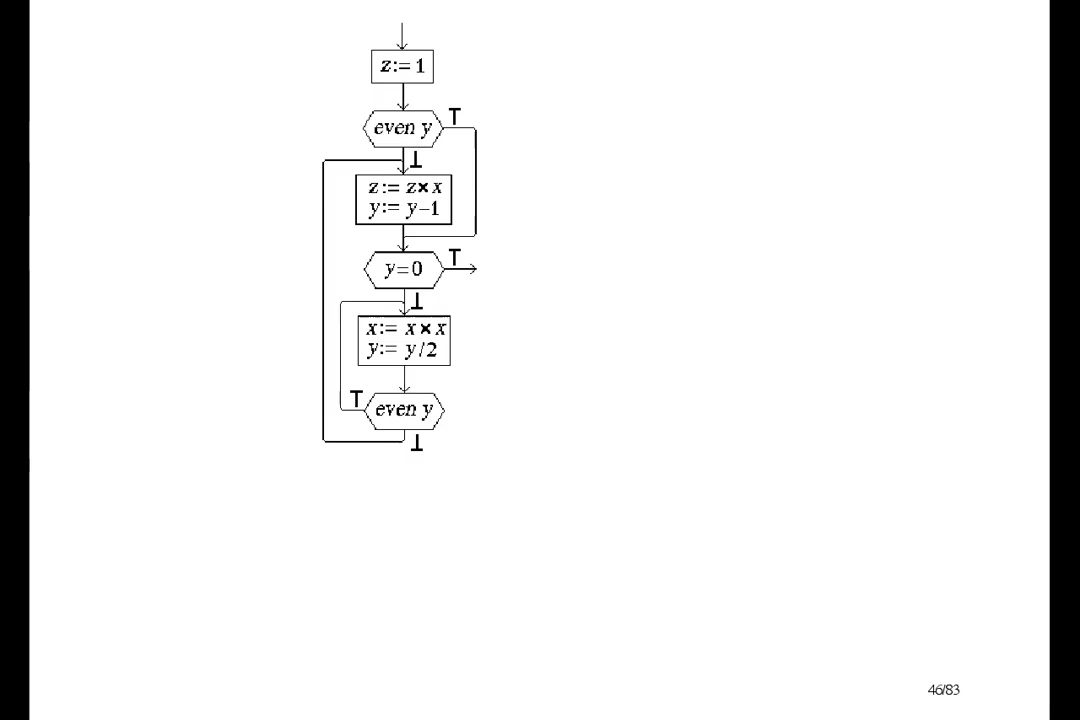 z:= 1
even y
⊤
⊥
z:= z×x
y:= y–1
y=0
⊤
⊥
x:= x×x
y:= y/2
⊤
even y
⊥
46/83